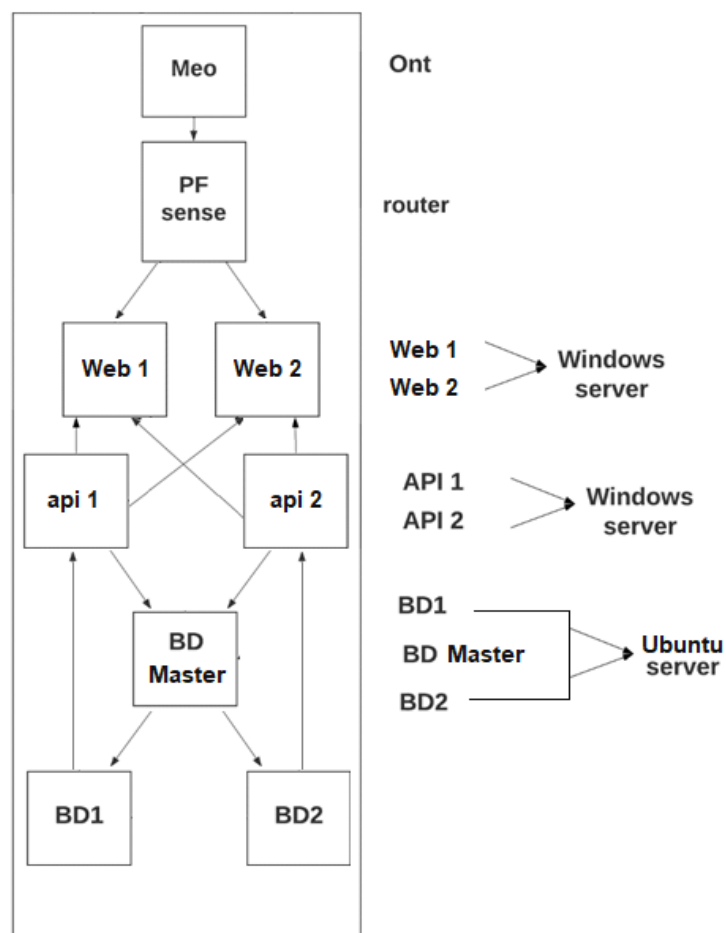 Meo
Ont
PF
sense
router
Web 1
Web 2
Web 1
Web 2
Windows
server
api 1
api 2
API 1
API 2
Windows
server
BD
Master
BD1
BD Master
BD2
Ubuntu
server
BD1
BD2